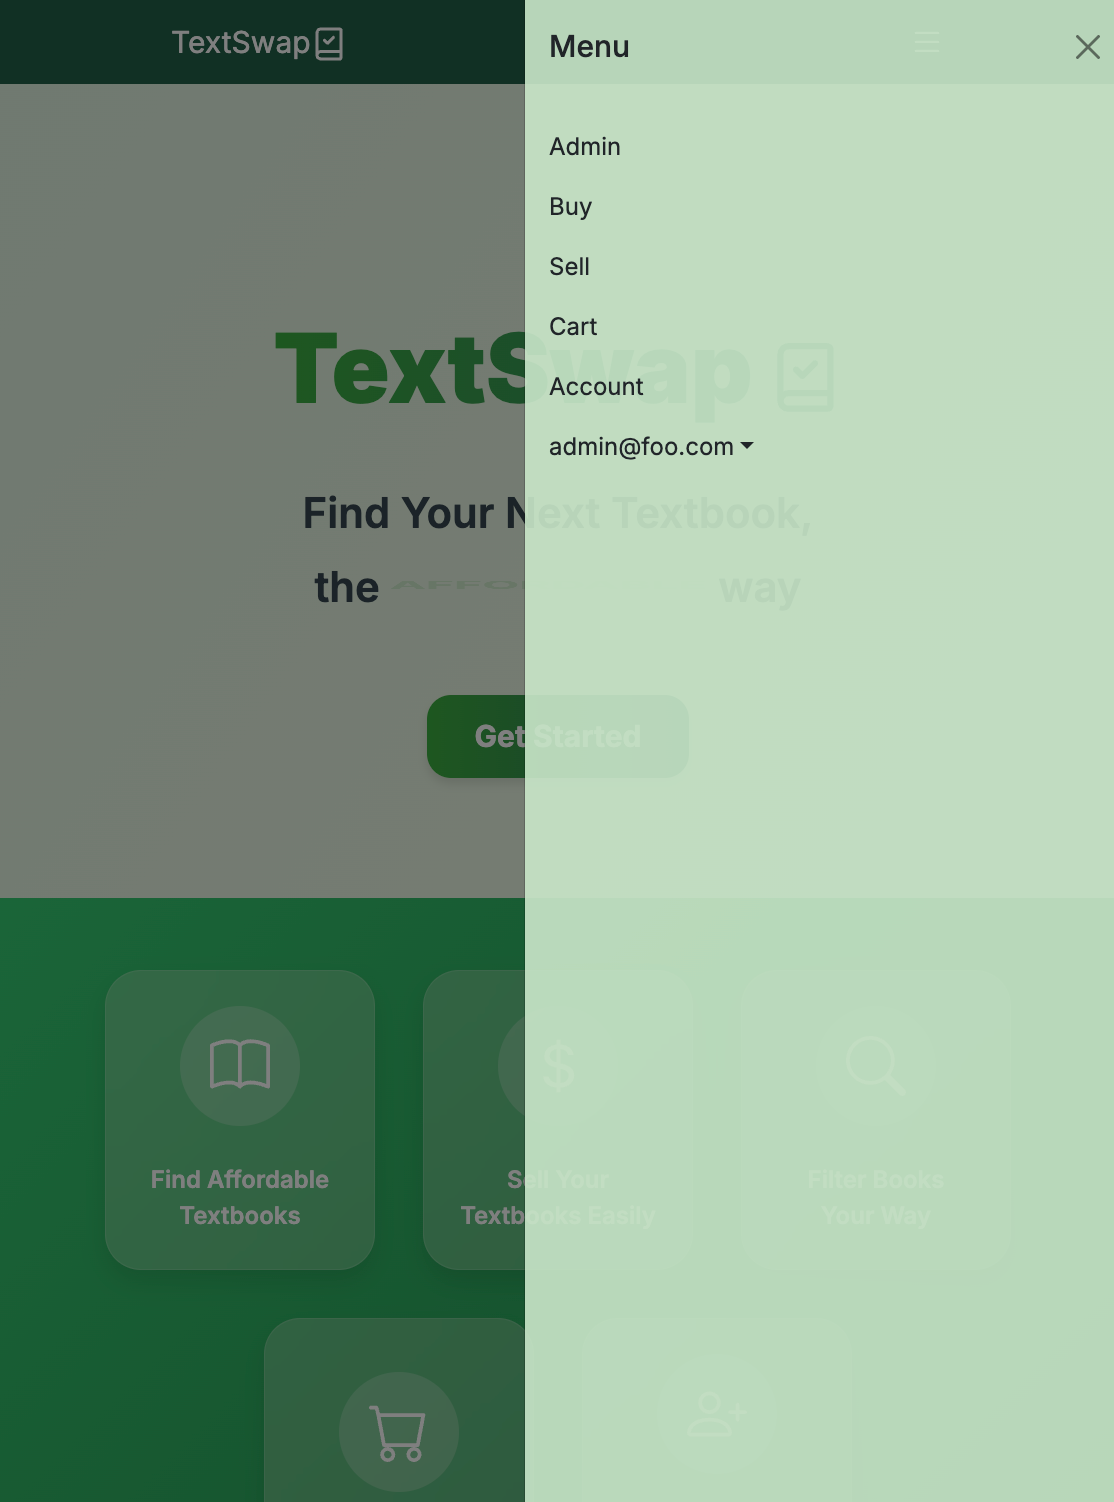 TextSwap
Menu
Admin
Buy
Sell
Cart
Account
admin@foo.com
TextSwap
Find Your Next Textbook,
the way
Get Started
Find Affordable
Textbooks
Sell Your
Textbooks Easily
Filter Books
Your Way